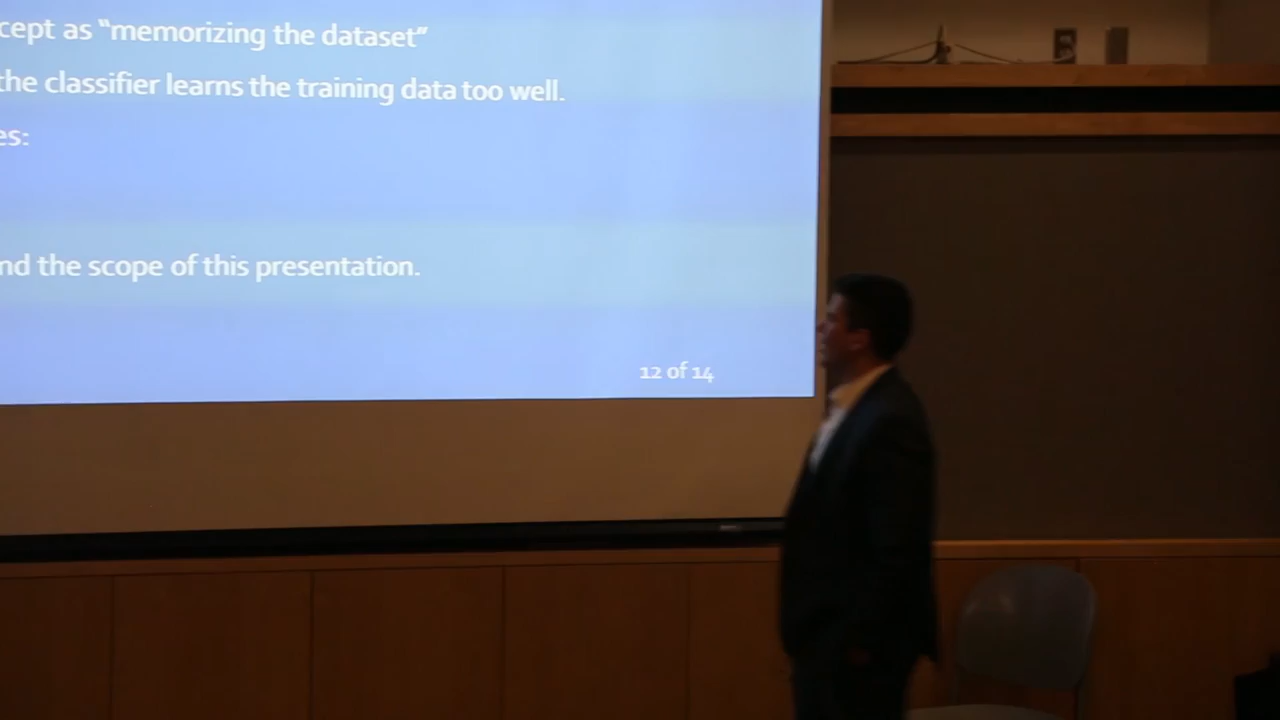 cept as “memorizing the dataset”
the classifier learns the training data too well.
es:
nd the scope of this presentation.
12 of 14